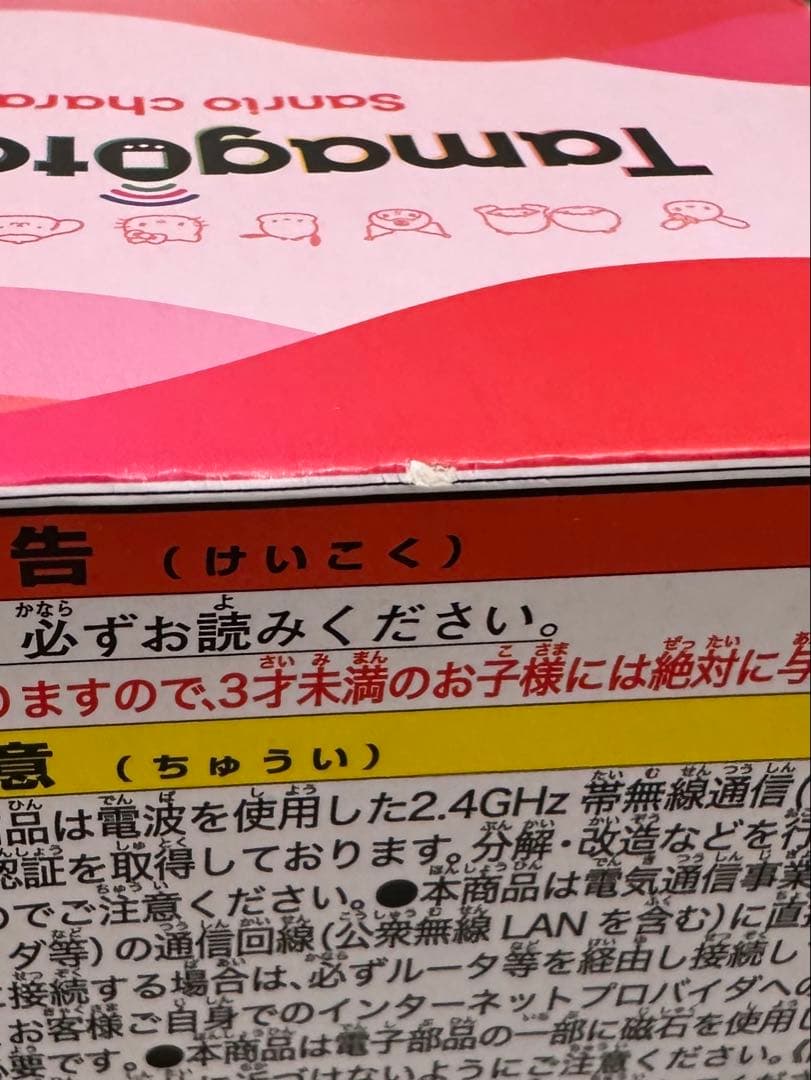 Sanrio chara
Tamagot
告（けいこく）
必ずお読みください。
りますので、3才未満のお子様には絶対に与
意（ちゅうい）
品は電波を使用した2.4GHz 帯無線通信(
認証を取得しております。分解・改造などを行
のでご注意ください。●本商品は電気通信事業
ダ等)の通信回線(公衆無線 LAN を含む)に直
接続する場合は、必ずルータ等を経由し接続し
お客様ご自身でのインターネットプロバイダへの
必要です。●本商品は電子部品の一部に磁石を使用
に近づけないようにご注意ください。